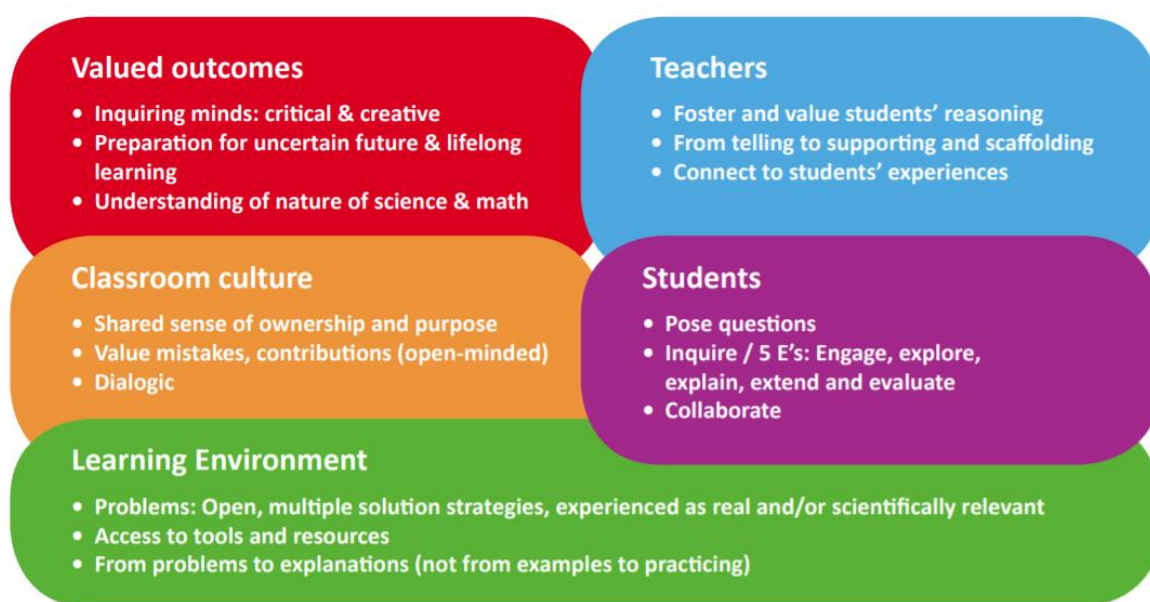 Valued outcomes
• Inquiring minds: critical & creative
• Preparation for uncertain future & lifelong
learning
• Understanding of nature of science & math
Teachers
• Foster and value students’ reasoning
• From telling to supporting and scaffolding
• Connect to students’ experiences
Classroom culture
• Shared sense of ownership and purpose
• Value mistakes, contributions (open-minded)
• Dialogic
Students
• Pose questions
• Inquire / 5 E’s: Engage, explore,
explain, extend and evaluate
• Collaborate
Learning Environment
• Problems: Open, multiple solution strategies, experienced as real and/or scientifically relevant
• Access to tools and resources
• From problems to explanations (not from examples to practicing)